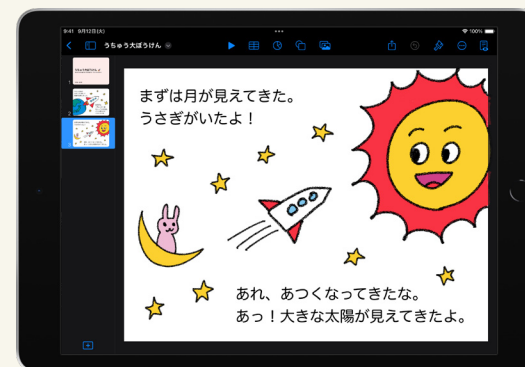 9:41 9月12日(火)
100%
うちゅう大ぼうけん
1
2
3
まずは月が見えてきた。
うさぎがいたよ！
あれ、あつくなってきたな。
あっ！大きな太陽が見えてきたよ。